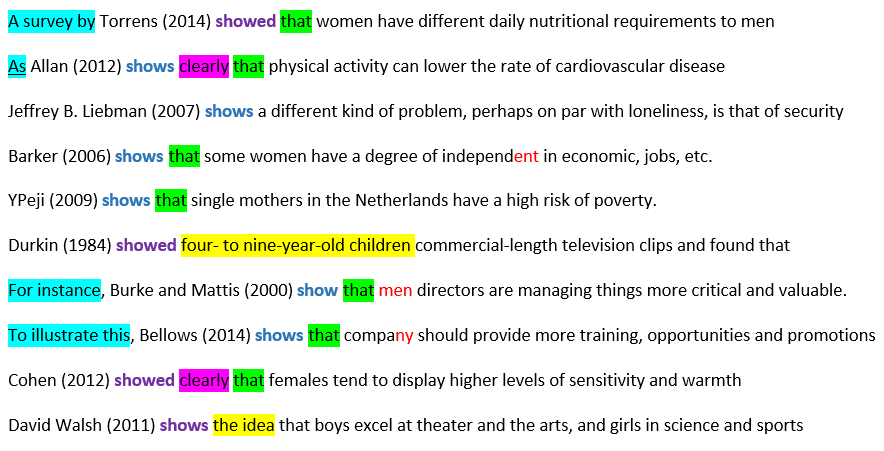 A survey by Torrens (2014) showed that women have different daily nutritional requirements to men
As Allan (2012) shows clearly that physical activity can lower the rate of cardiovascular disease
Jeffrey B. Liebman (2007) shows a different kind of problem, perhaps on par with loneliness, is that of security
Barker (2006) shows that some women have a degree of independent in economic, jobs, etc.
YPeji (2009) shows that single mothers in the Netherlands have a high risk of poverty.
Durkin (1984) showed four- to nine-year-old children commercial-length television clips and found that
For instance, Burke and Mattis (2000) show that men directors are managing things more critical and valuable.
To illustrate this, Bellows (2014) shows that company should provide more training, opportunities and promotions
Cohen (2012) showed clearly that females tend to display higher levels of sensitivity and warmth
David Walsh (2011) shows the idea that boys excel at theater and the arts, and girls in science and sports